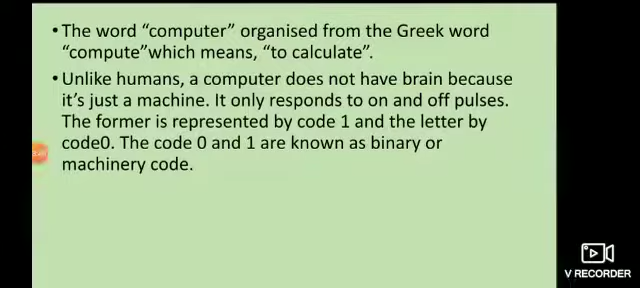 • The word “computer” organised from the Greek word
“compute”which means, “to calculate”.
• Unlike humans, a computer does not have brain because
it’s just a machine. It only responds to on and off pulses.
The former is represented by code 1 and the letter by
code0. The code 0 and 1 are known as binary or
machinery code.
V RECORDER